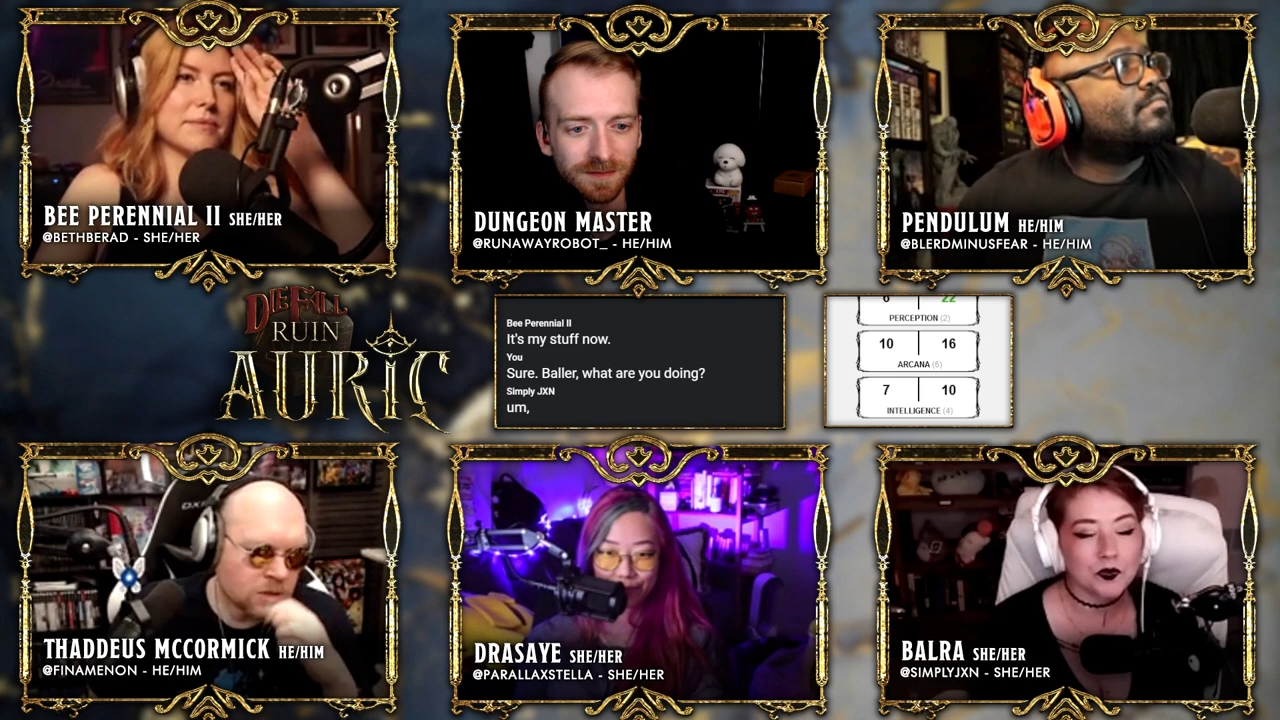 BEE PERENNIAL II SHE/HER
@BETHBERAD - SHE/HER
DUNGEON MASTER
@RUNAWAYROBOT_ - HE/HIM
PENDULUM HE/HIM
@BLERDMINUSFEAR - HE/HIM
DIE FALL
RUIN
AURIC
Bee Perennial II
It's my stuff now.
You
Sure. Baller, what are you doing?
Simply JXN
um,
22
PERCEPTION (2)
10 16
ARCANA (6)
7 10
INTELLIGENCE (4)
THADDEUS MCCORMICK HE/HIM
@FINAMENON - HE/HIM
DRASAYE SHE/HER
@PARALLAXSTELLA - SHE/HER
BALRA SHE/HER
@SIMPLYJXN - SHE/HER